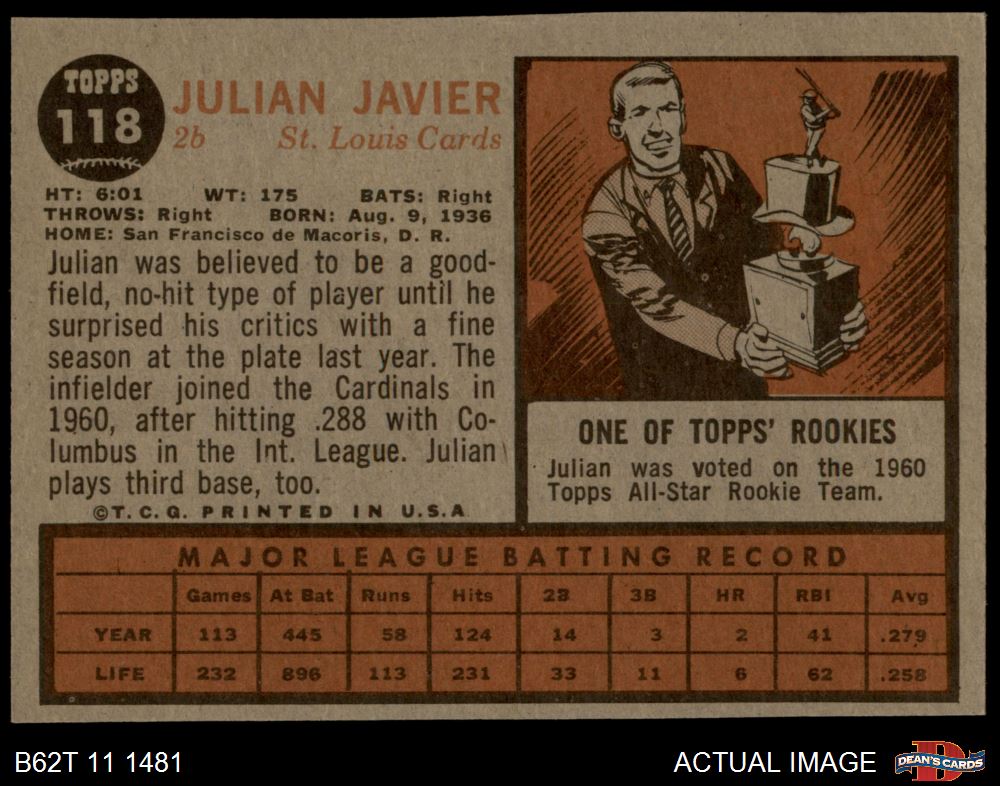 TOPPS
118
JULIAN JAVIER
2b St. Louis Cards
HT: 6:01 WT: 175 BATS: Right
THROWS: Right BORN: Aug. 9, 1936
HOME: San Francisco de Macoris, D. R.
Julian was believed to be a good-
field, no-hit type of player until he
surprised his critics with a fine
season at the plate last year. The
infielder joined the Cardinals in
1960, after hitting .288 with Co-
lumbus in the Int. League. Julian
plays third base, too.
©T. C. G. PRINTED IN U. S. A
ONE OF TOPPS' ROOKIES
Julian was voted on the 1960
Topps All-Star Rookie Team.
MAJOR LEAGUE BATTING RECORD
Games At Bat Runs Hits 2B 3B HR RBI Avg
YEAR 113 445 58 124 14 3 2 41 .279
LIFE 232 896 113 231 33 11 6 62 .258
B62T 11 1481
ACTUAL IMAGE
D
DEAN'S CARDS